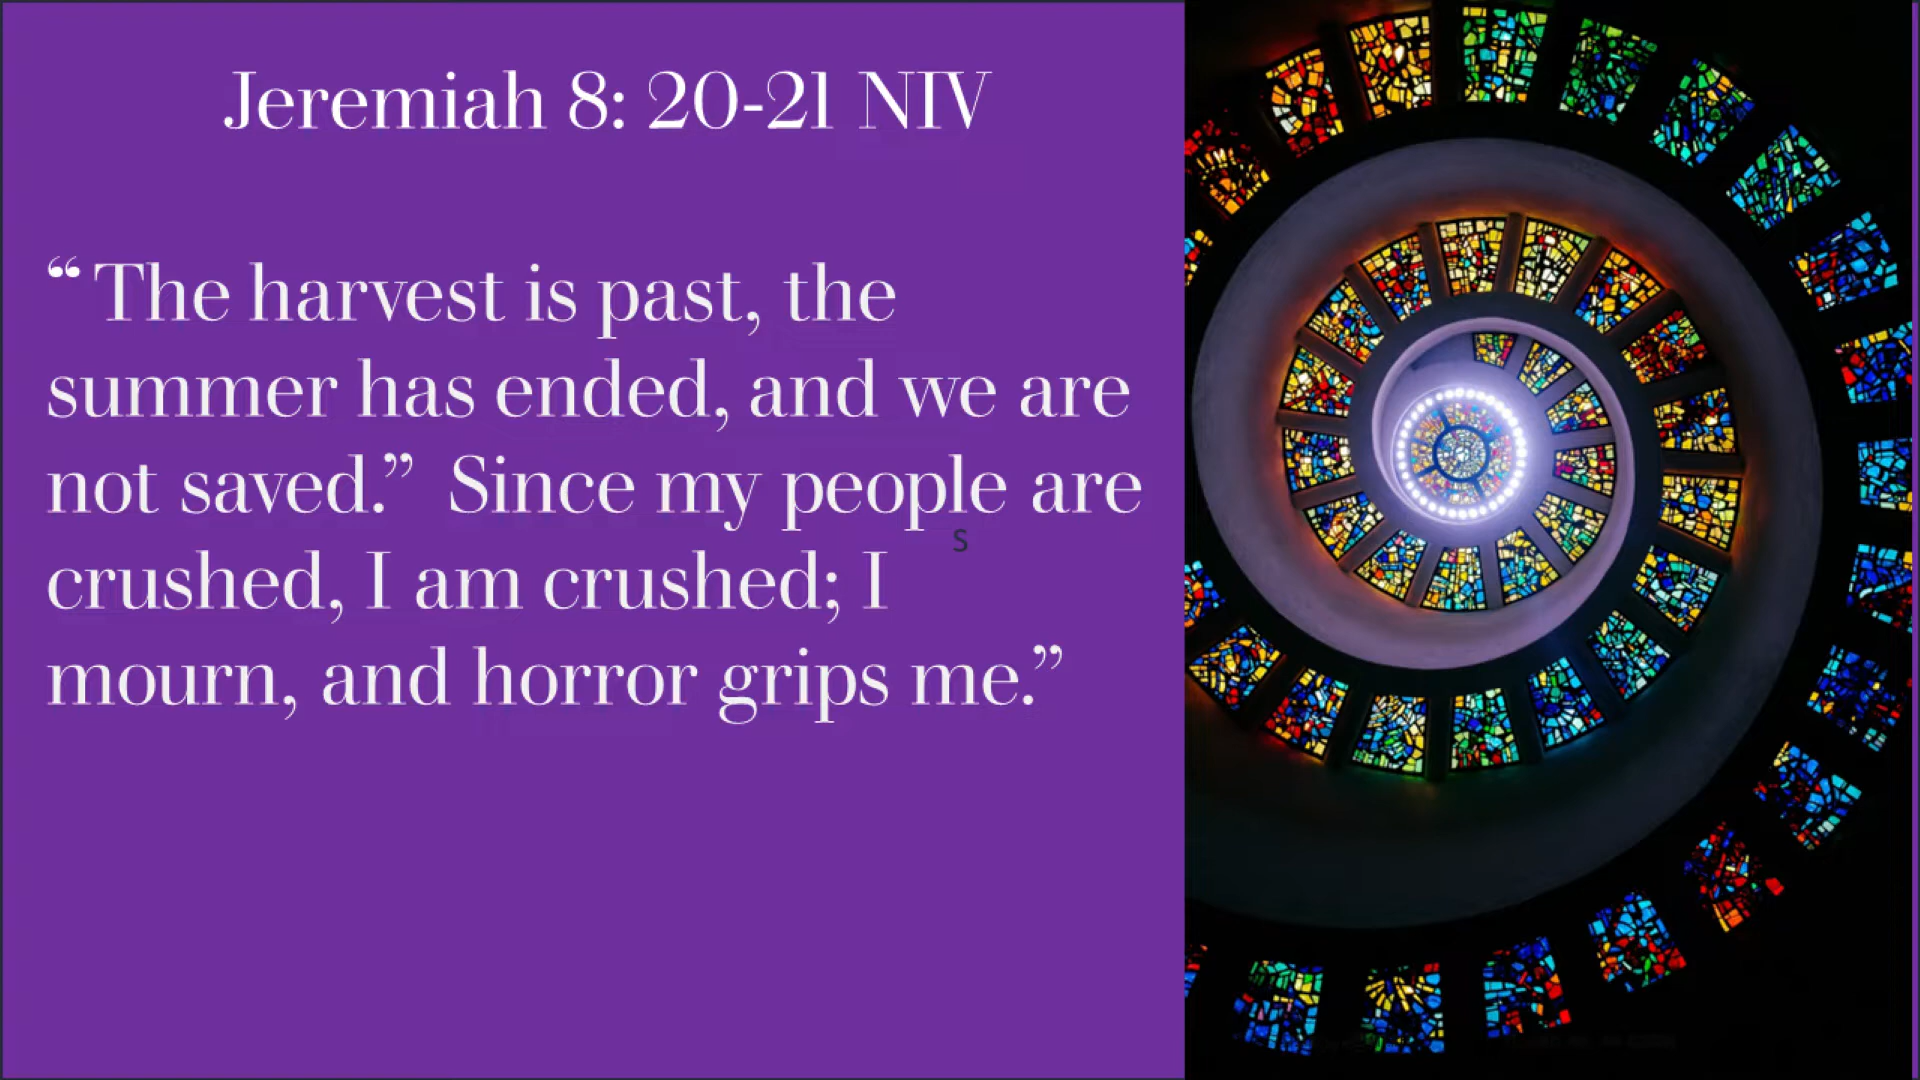 Jeremiah 8: 20-21 NIV
“ The harvest is past, the
summer has ended, and we are
not saved.”  Since my people are
s
crushed, I am crushed; I
mourn, and horror grips me.”